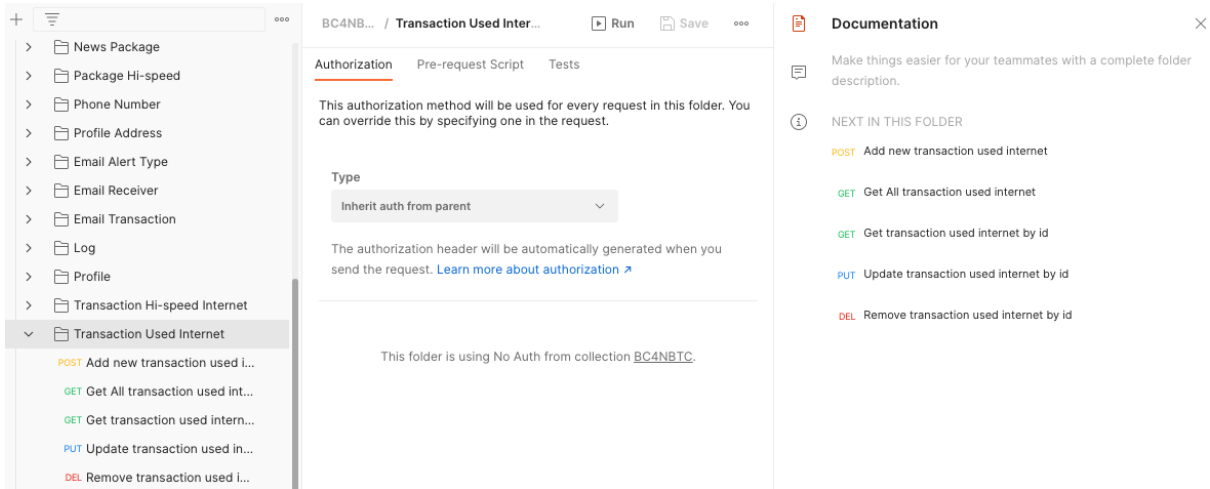 News Package
Package Hi-speed
Phone Number
Profile Address
Email Alert Type
Email Receiver
Email Transaction
Log
Profile
Transaction Hi-speed Internet
Transaction Used Internet
POST Add new transaction used i...
GET Get All transaction used int...
GET Get transaction used intern...
PUT Update transaction used in...
DEL Remove transaction used i...
BC4NB... / Transaction Used Inter... Run Save
Authorization Pre-request Script Tests
This authorization method will be used for every request in this folder. You
can override this by specifying one in the request.
Type
Inherit auth from parent
The authorization header will be automatically generated when you
send the request. Learn more about authorization ↗
This folder is using No Auth from collection BC4NBTC.
Documentation
Make things easier for your teammates with a complete folder
description.
NEXT IN THIS FOLDER
POST Add new transaction used internet
GET Get All transaction used internet
GET Get transaction used internet by id
PUT Update transaction used internet by id
DEL Remove transaction used internet by id